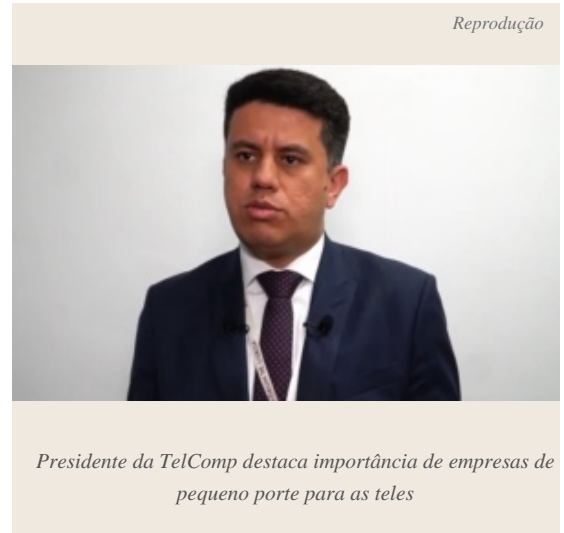 Reprodução
Presidente da TelComp destaca importância de empresas de
pequeno porte para as teles